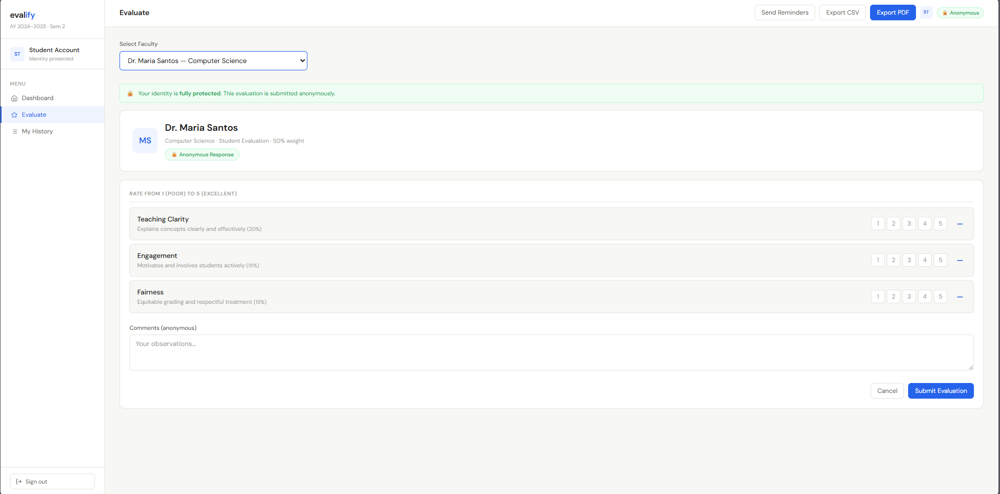 evalify
AY 2024–2025 · Sem 2
ST
Student Account
Identity protected
MENU
Dashboard
Evaluate
My History
Sign out
Evaluate
Send Reminders
Export CSV
Export PDF
ST
Anonymous
Select Faculty
Dr. Maria Santos — Computer Science
Your identity is fully protected. This evaluation is submitted anonymously.
MS
Dr. Maria Santos
Computer Science · Student Evaluation · 50% weight
Anonymous Response
RATE FROM 1 (POOR) TO 5 (EXCELLENT)
Teaching Clarity
Explains concepts clearly and effectively (20%)
1 2 3 4 5 —
Engagement
Motivates and involves students actively (15%)
1 2 3 4 5 —
Fairness
Equitable grading and respectful treatment (15%)
1 2 3 4 5 —
Comments (anonymous)
Your observations...
Cancel
Submit Evaluation